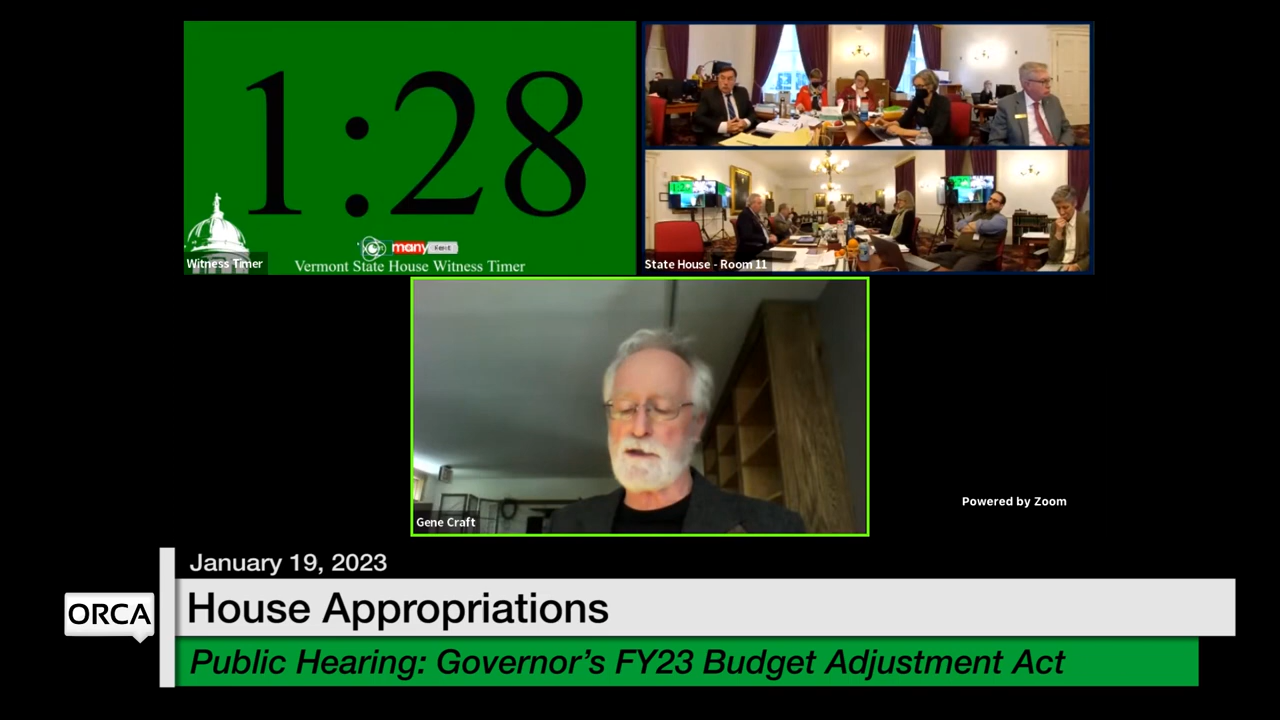 1:28
many
Witness Timer
Vermont State House Witness Timer
State House - Room 11
Gene Craft
Powered by Zoom
January 19, 2023
ORCA
House Appropriations
Public Hearing: Governor's FY23 Budget Adjustment Act